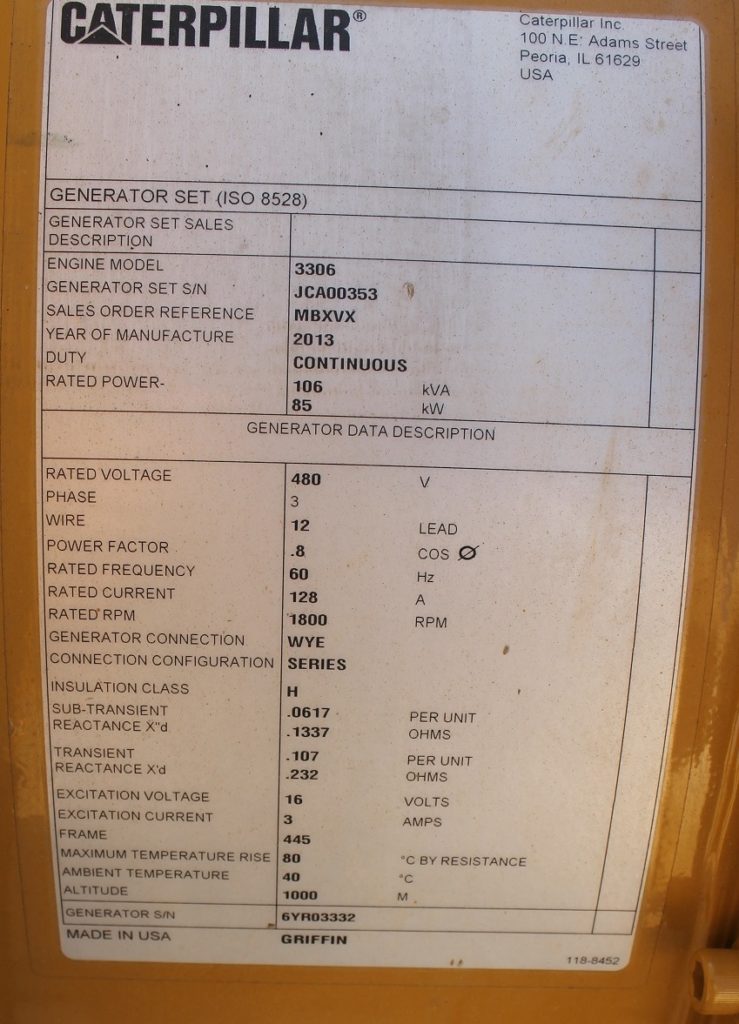 CATERPILLAR®
Caterpillar Inc.
100 N.E: Adams Street
Peoria, IL 61629
USA
GENERATOR SET (ISO 8528)
GENERATOR SET SALES
DESCRIPTION
ENGINE MODEL 3306
GENERATOR SET S/N JCA00353
SALES ORDER REFERENCE MBXVX
YEAR OF MANUFACTURE 2013
DUTY CONTINUOUS
RATED POWER- 106 kVA
85 kW
GENERATOR DATA DESCRIPTION
RATED VOLTAGE 480 V
PHASE 3
WIRE 12 LEAD
POWER FACTOR .8 COS Ø
RATED FREQUENCY 60 Hz
RATED CURRENT 128 A
RATED RPM 1800 RPM
GENERATOR CONNECTION WYE
CONNECTION CONFIGURATION SERIES
INSULATION CLASS H
SUB-TRANSIENT .0617 PER UNIT
REACTANCE X"d .1337 OHMS
TRANSIENT .107 PER UNIT
REACTANCE X'd .232 OHMS
EXCITATION VOLTAGE 16 VOLTS
EXCITATION CURRENT 3 AMPS
FRAME 445
MAXIMUM TEMPERATURE RISE 80 °C BY RESISTANCE
AMBIENT TEMPERATURE 40 °C
ALTITUDE 1000 M
GENERATOR S/N 6YR03332
MADE IN USA GRIFFIN
118-8452